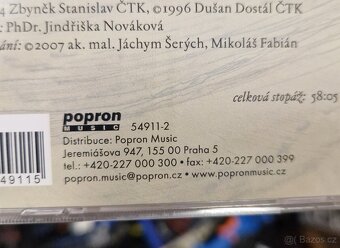 4 Zbyněk Stanislav ČTK, ©1996 Dušan Dostál ČTK
: PhDr. Jindřiška Nováková
ání: ©2007 ak. mal. Jáchym Šerých, Mikoláš Fabián
celková stopáž: 58:05
popron
MUSIC 54911-2
Distribuce: Popron Music
Jeremiášova 947, 155 00 Praha 5
tel.: +420-227 000 300 • fax: +420-227 000 399
popron.music@popron.cz • www.popronmusic.cz
49115
Bazos.cz